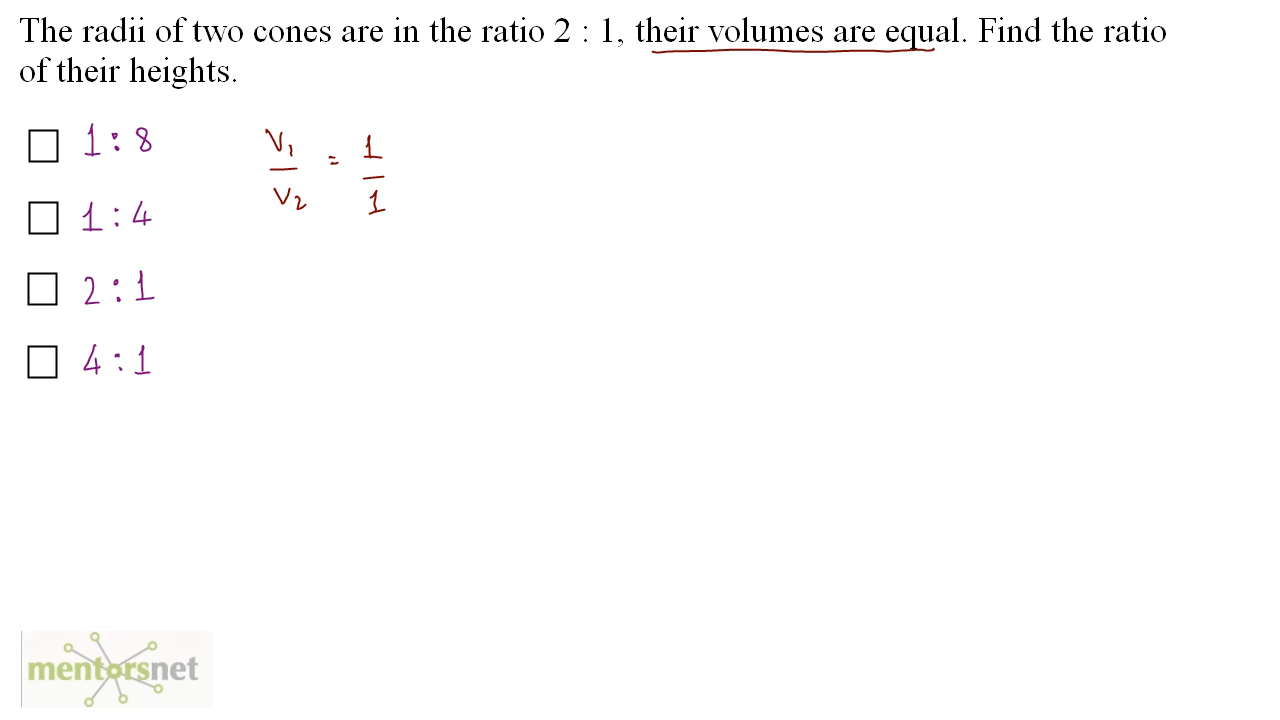 The radii of two cones are in the ratio 2 : 1, their volumes are equal. Find the ratio
of their heights.
1 : 8
V₁ / V₂ = 1 / 1
1 : 4
2 : 1
4 : 1
mentorsnet